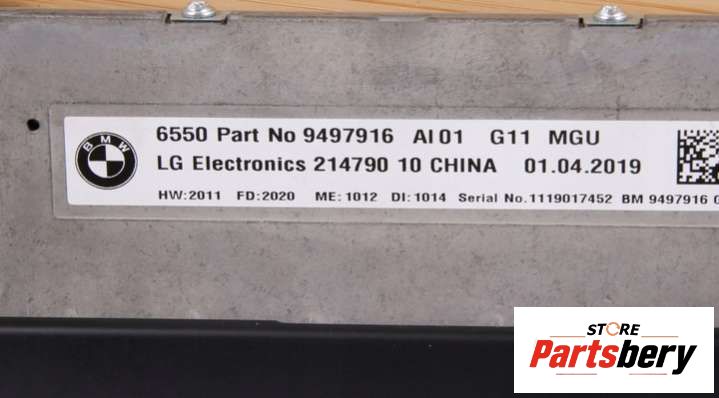 BMW
6550 Part No 9497916 AI 01 G11 MGU
LG Electronics 214790 10 CHINA 01.04.2019
HW:2011 FD:2020 ME:1012 DI:1014 Serial No.1119017452 BM 9497916 0
STORE
Partsbery